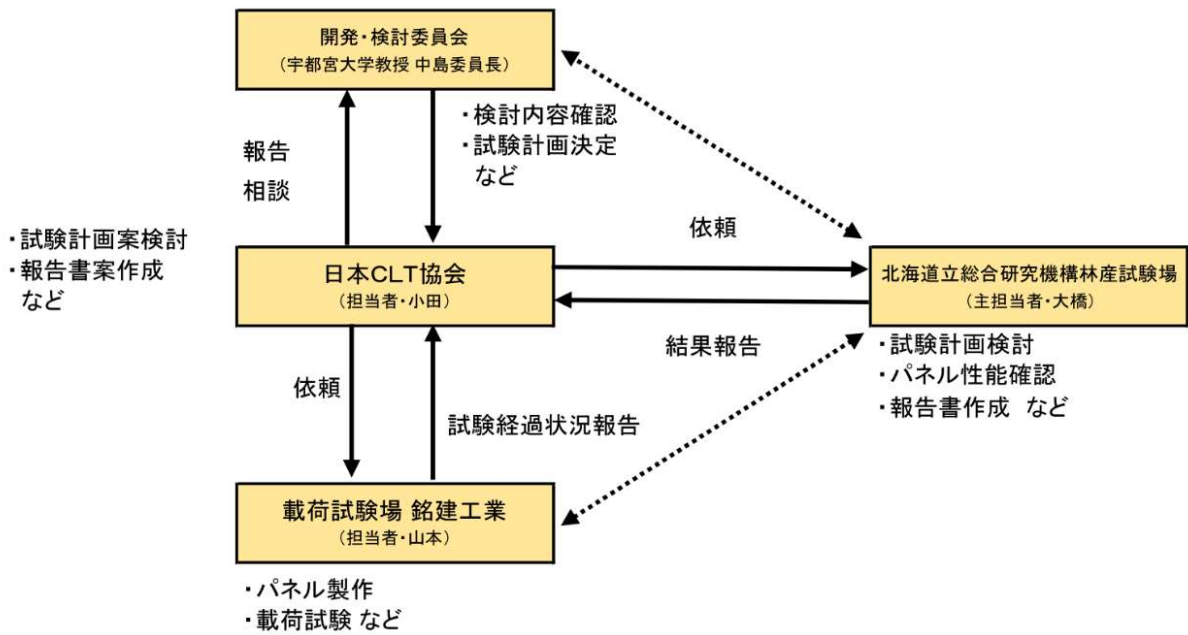 開発・検討委員会
（宇都宮大学教授 中島委員長）
・検討内容確認
・試験計画決定
など
報告
相談
・試験計画案検討
・報告書案作成
など
日本CLT協会
（担当者・小田）
依頼
北海道立総合研究機構林産試験場
（主担当者・大橋）
結果報告
・試験計画検討
・パネル性能確認
・報告書作成 など
依頼
試験経過状況報告
載荷試験場 銘建工業
（担当者・山本）
・パネル製作
・載荷試験 など